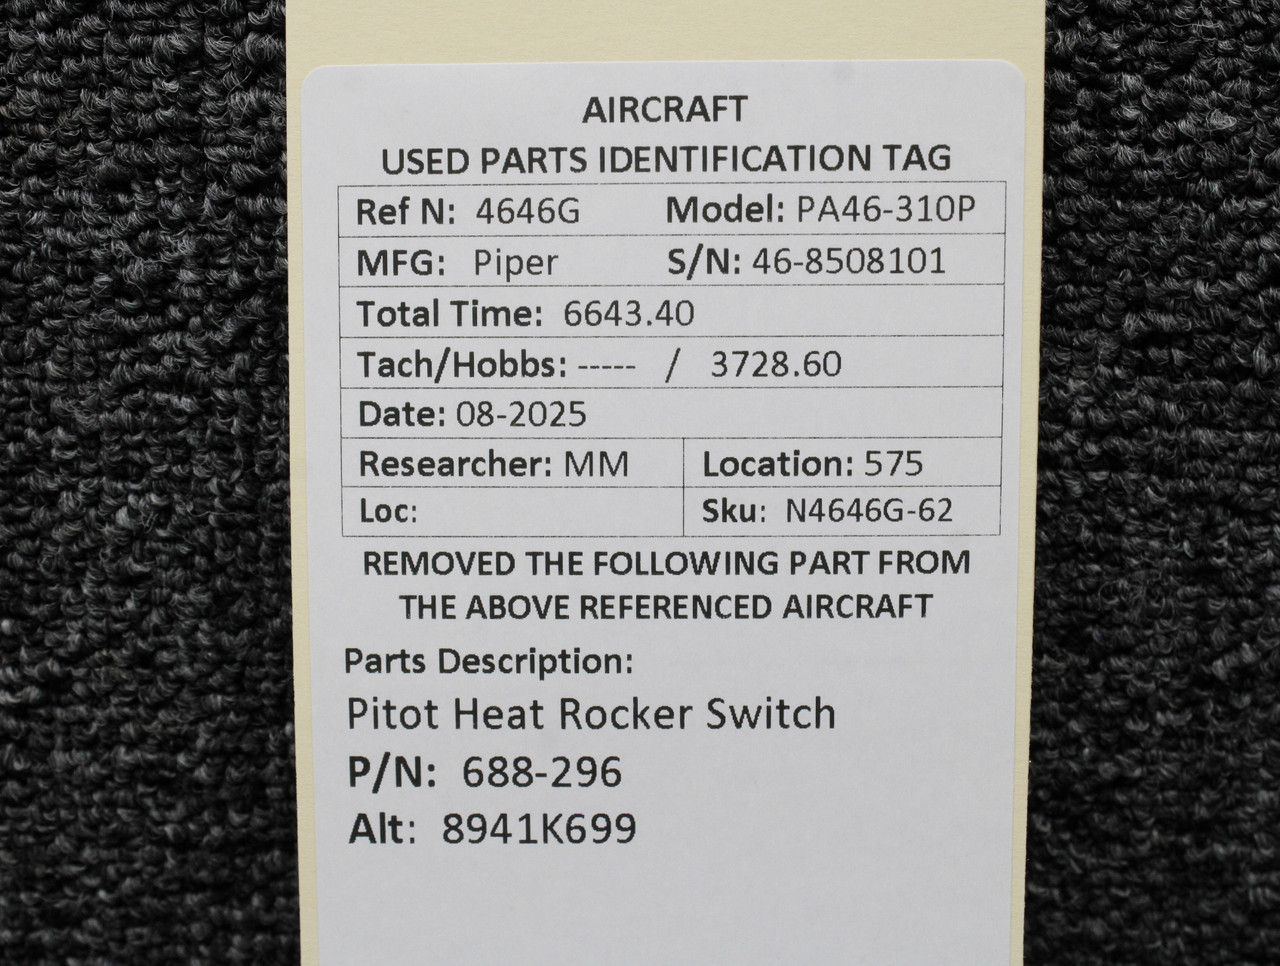 AIRCRAFT
USED PARTS IDENTIFICATION TAG
Ref N: 4646G Model: PA46-310P
MFG: Piper S/N: 46-8508101
Total Time: 6643.40
Tach/Hobbs: ----- / 3728.60
Date: 08-2025
Researcher: MM Location: 575
Loc: Sku: N4646G-62
REMOVED THE FOLLOWING PART FROM
THE ABOVE REFERENCED AIRCRAFT
Parts Description:
Pitot Heat Rocker Switch
P/N: 688-296
Alt: 8941K699